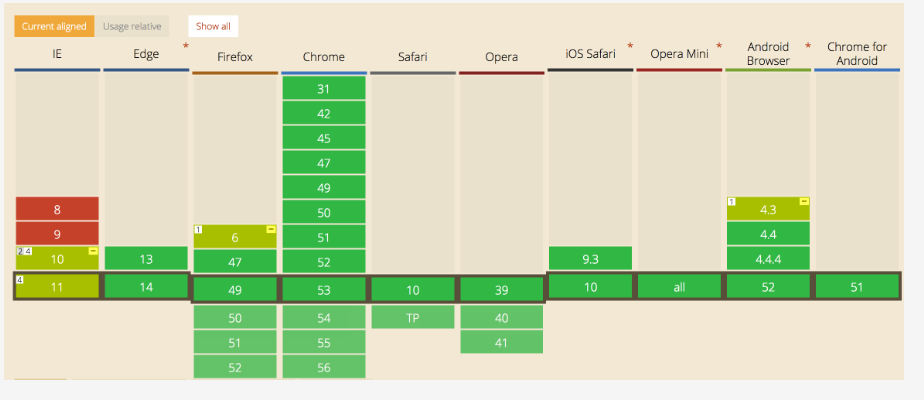 Current aligned Usage relative Show all
IE Edge * Firefox Chrome Safari Opera iOS Safari * Opera Mini * Android Browser * Chrome for Android
31
42
45
47
49
8 50 1 4.3
9 1 6 51 4.4
2 4 10 13 47 52 9.3 4.4.4
4 11 14 49 53 10 39 10 all 52 51
50 54 TP 40
51 55 41
52 56